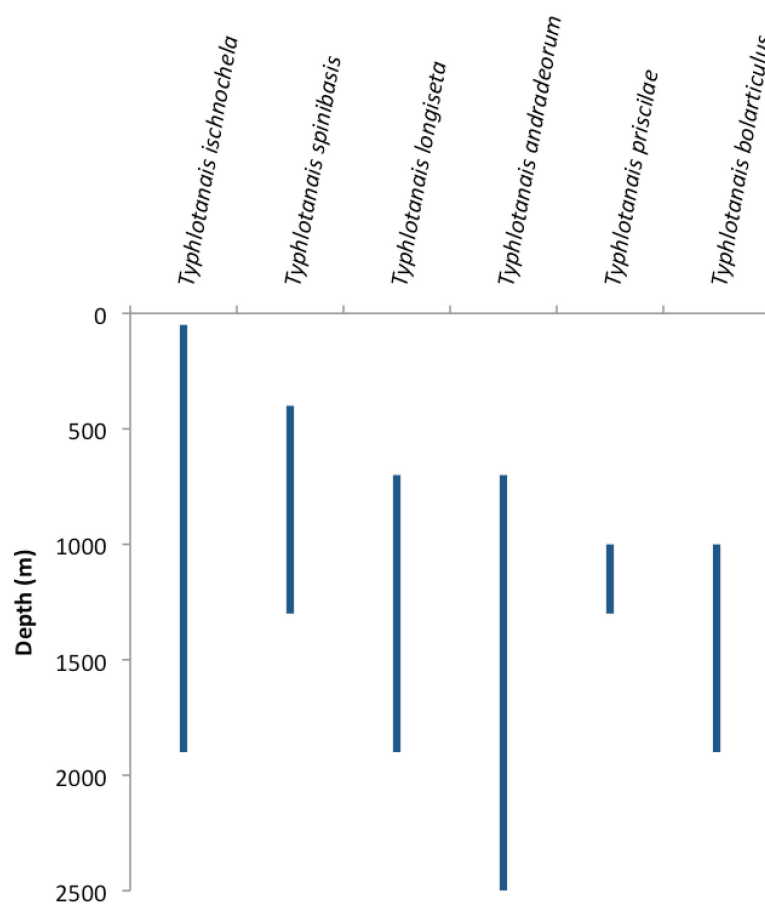 Typhlotanais ischnochela
Typhlotanais spinibasis
Typhlotanais longiseta
Typhlotanais andradeorum
Typhlotanais priscilae
Typhlotanais bolarticulus
0
500
1000
1500
2000
2500
Depth (m)